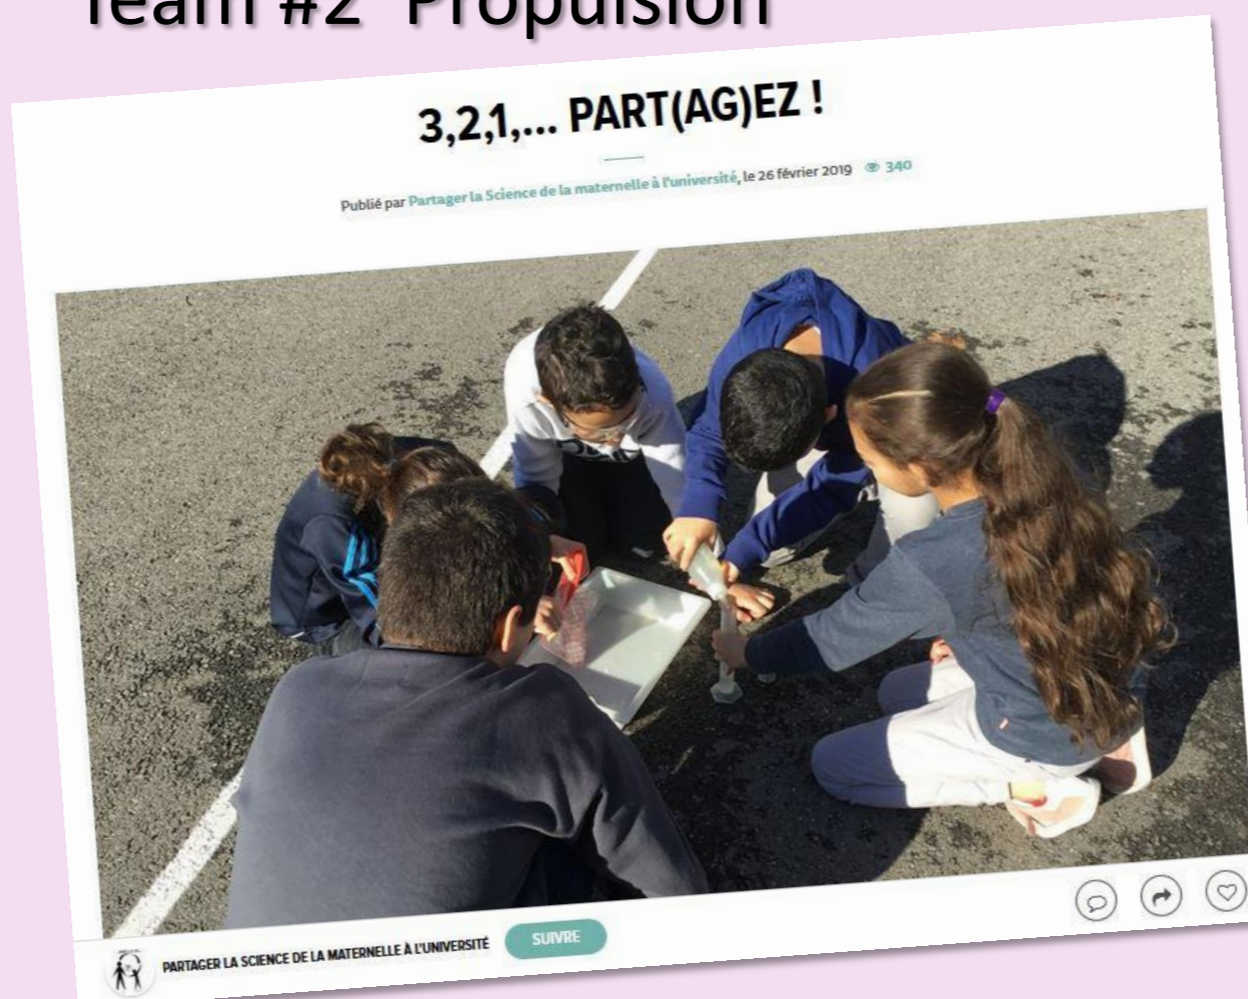 Team #2 Propulsion
3,2,1,... PART(AG)EZ !
Publié par Partager la Science de la maternelle à l'université, le 26 février 2019 340
PARTAGER LA SCIENCE DE LA MATERNELLE À L'UNIVERSITÉ SUIVRE